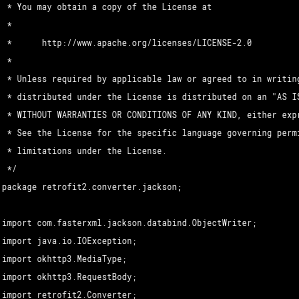 * You may obtain a copy of the License at
*
*      http://www.apache.org/licenses/LICENSE-2.0
*
* Unless required by applicable law or agreed to in writing
* distributed under the License is distributed on an "AS IS
* WITHOUT WARRANTIES OR CONDITIONS OF ANY KIND, either
* See the License for the specific language governing
* limitations under the License.
*/
package retrofit2.converter.jackson;

import com.fasterxml.jackson.databind.ObjectWriter;
import java.io.IOException;
import okhttp3.MediaType;
import okhttp3.RequestBody;
import retrofit2.Converter;